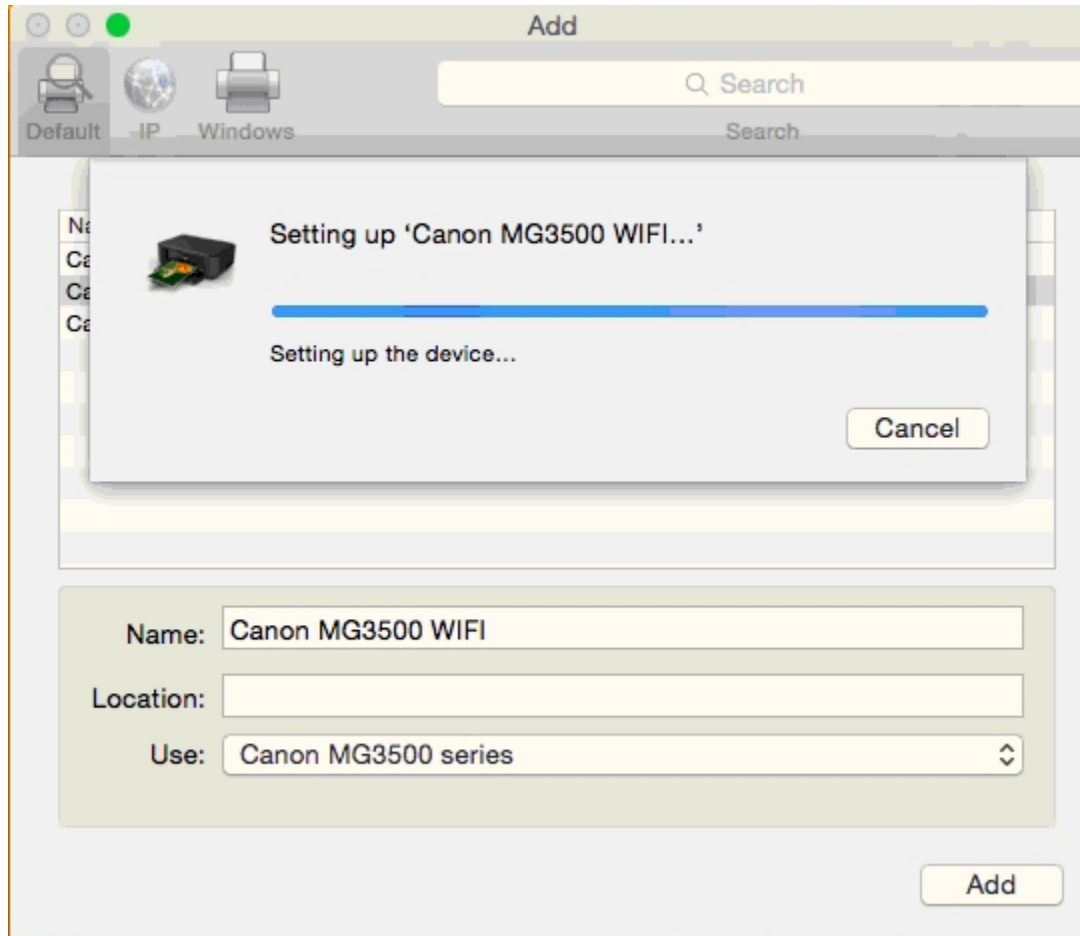 Add
Search
Default IP Windows Search
Setting up ‘Canon MG3500 WIFI...’
Setting up the device...
Cancel
Name: Canon MG3500 WIFI
Location:
Use: Canon MG3500 series
Add